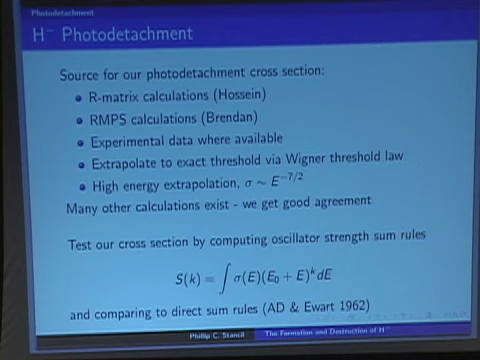 Photodetachment
H⁻ Photodetachment
Source for our photodetachment cross section:
• R-matrix calculations (Hossein)
• RMPS calculations (Brendan)
• Experimental data where available
• Extrapolate to exact threshold via Wigner threshold law
• High energy extrapolation, σ ∼ E^{−7/2}
Many other calculations exist - we get good agreement
Test our cross section by computing oscillator strength sum rules
S(k) = ∫ σ(E)(E₀ + E)^k dE
and comparing to direct sum rules (AD & Ewart 1962)
Phillip C. Stancil The Formation and Destruction of H⁻